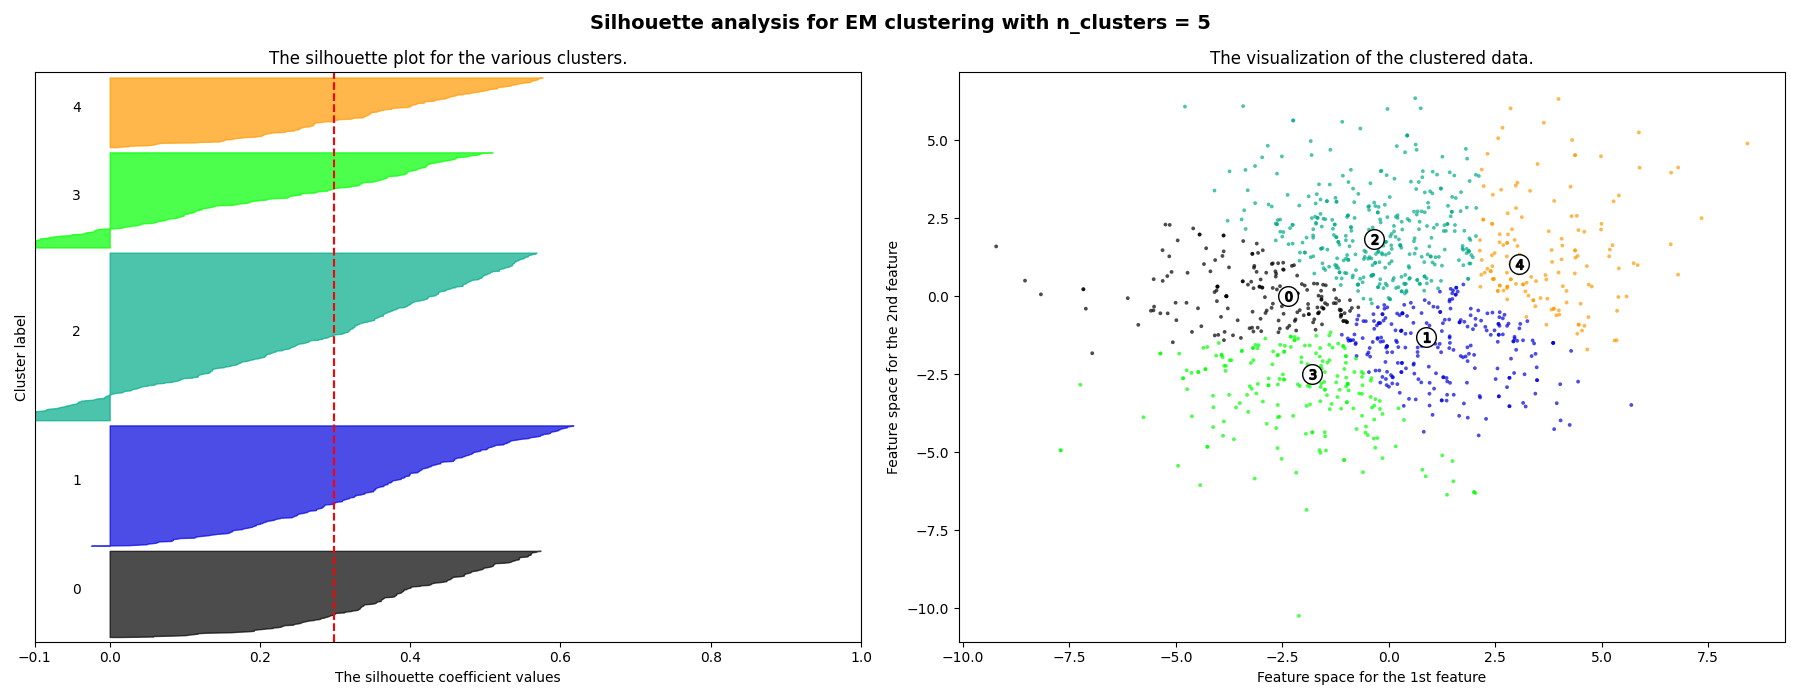 Silhouette analysis for EM clustering with n_clusters = 5
The silhouette plot for the various clusters.
4
3
2
1
0
Cluster label
−0.1 0.0 0.2 0.4 0.6 0.8 1.0
The silhouette coefficient values
The visualization of the clustered data.
5.0
2.5
0.0
−2.5
−5.0
−7.5
−10.0
Feature space for the 2nd feature
2
4
0
1
3
−10.0 −7.5 −5.0 −2.5 0.0 2.5 5.0 7.5
Feature space for the 1st feature